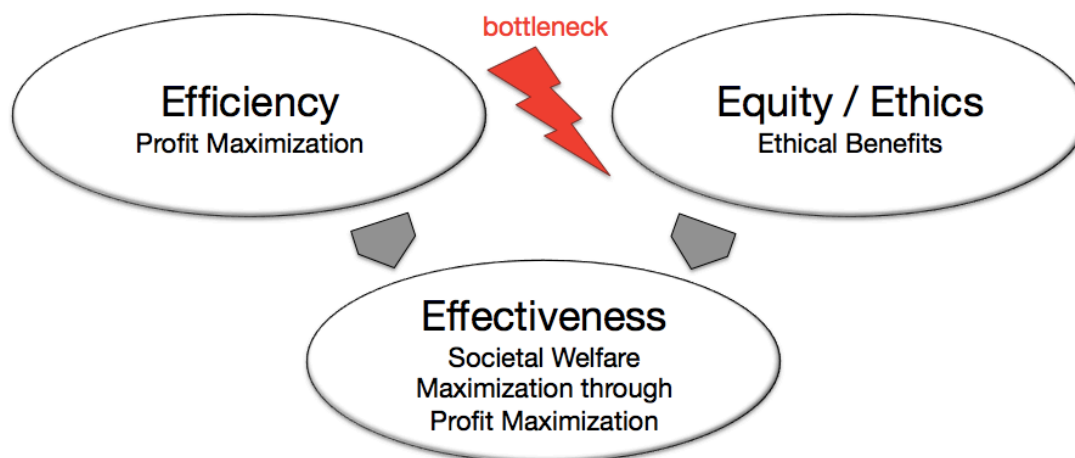 bottleneck
Efficiency
Profit Maximization
Equity / Ethics
Ethical Benefits
Effectiveness
Societal Welfare
Maximization through
Profit Maximization